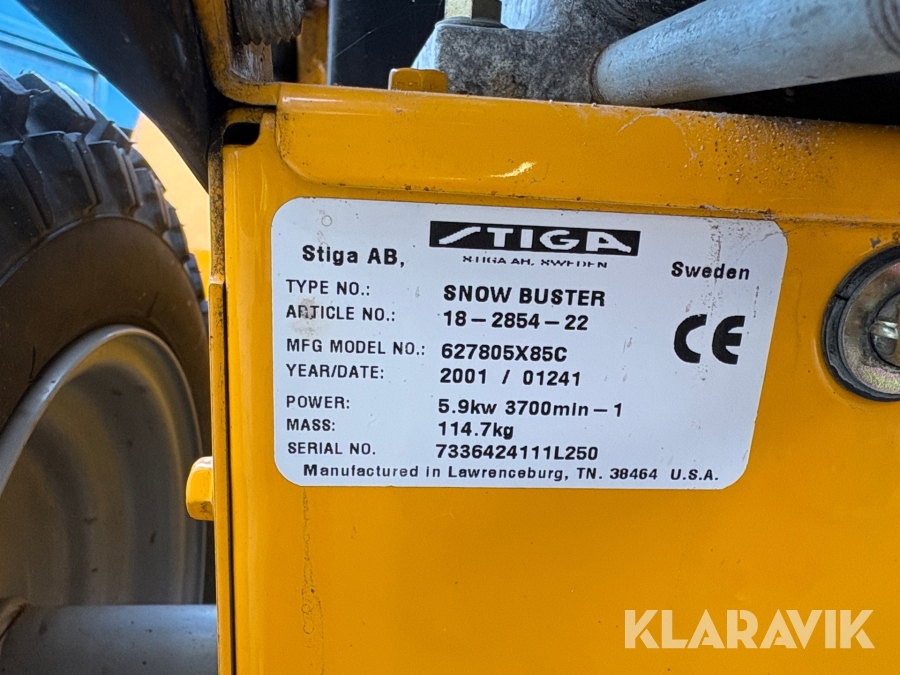 STIGA
STIGA AB, SWEDEN
Stiga AB,
Sweden
TYPE NO.: SNOW BUSTER
ARTICLE NO.: 18-2854-22
MFG MODEL NO.: 627805X85C
YEAR/DATE: 2001 / 01241
POWER: 5.9kw 3700min-1
MASS: 114.7kg
SERIAL NO. 7336424111L250
Manufactured in Lawrenceburg, TN. 38464 U.S.A.
CE
KLARAVIK